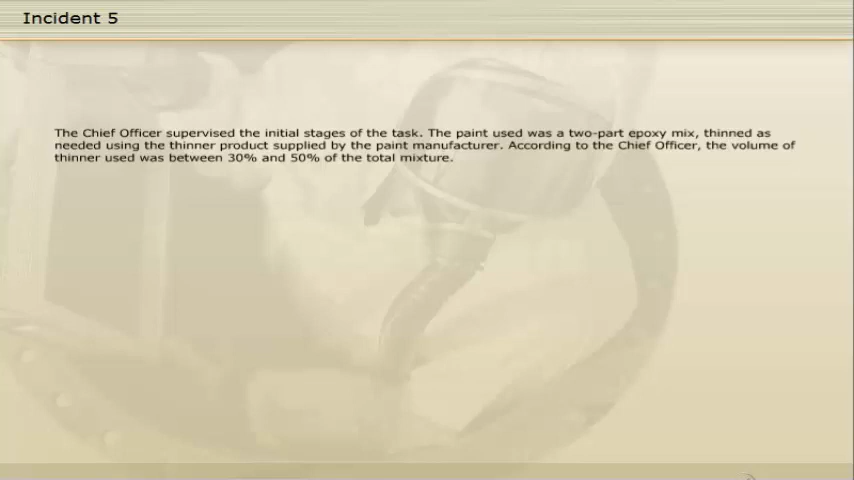 Incident 5
The Chief Officer supervised the initial stages of the task. The paint used was a two-part epoxy mix, thinned as
needed using the thinner product supplied by the paint manufacturer. According to the Chief Officer, the volume of
thinner used was between 30% and 50% of the total mixture.